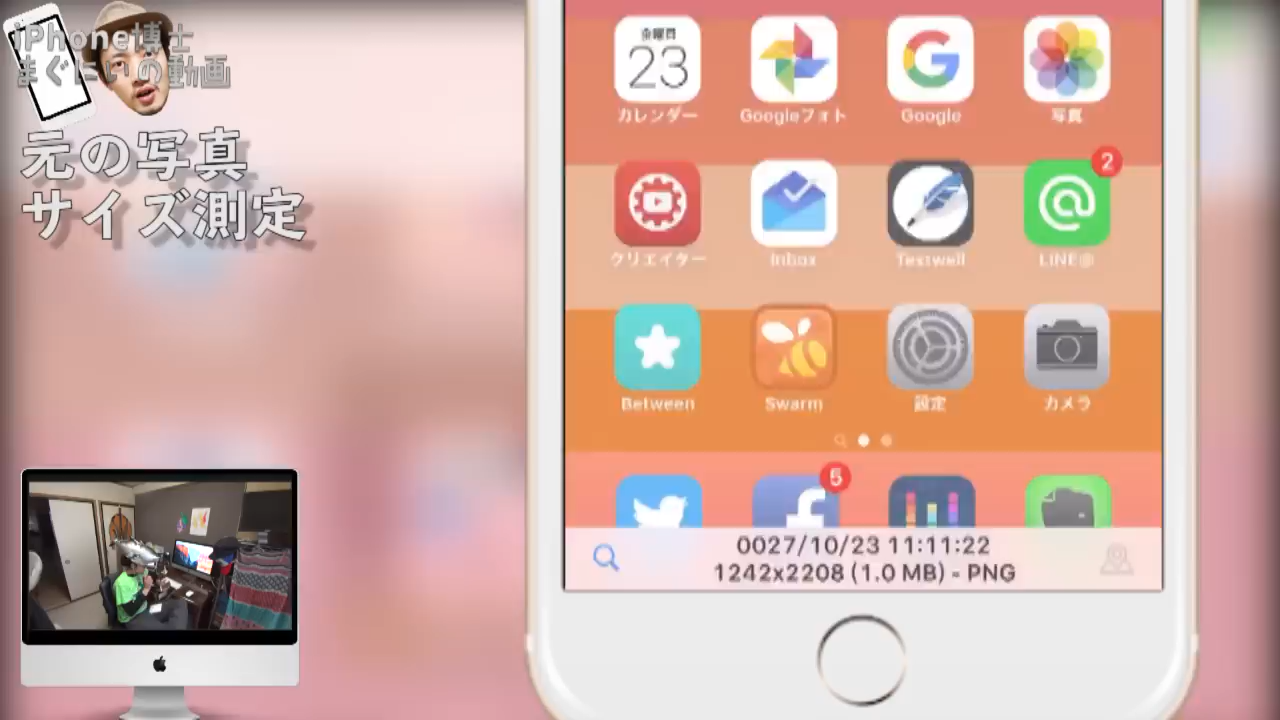 iPhone博士
まぐにぃの動画
元の写真
サイズ測定
金曜日
23
カレンダー
Googleフォト
Google
写真
2
クリエイター
Inbox
Textwell
LINE@
Between
Swarm
設定
カメラ
5
0027/10/23 11:11:22
1242x2208 (1.0 MB) - PNG